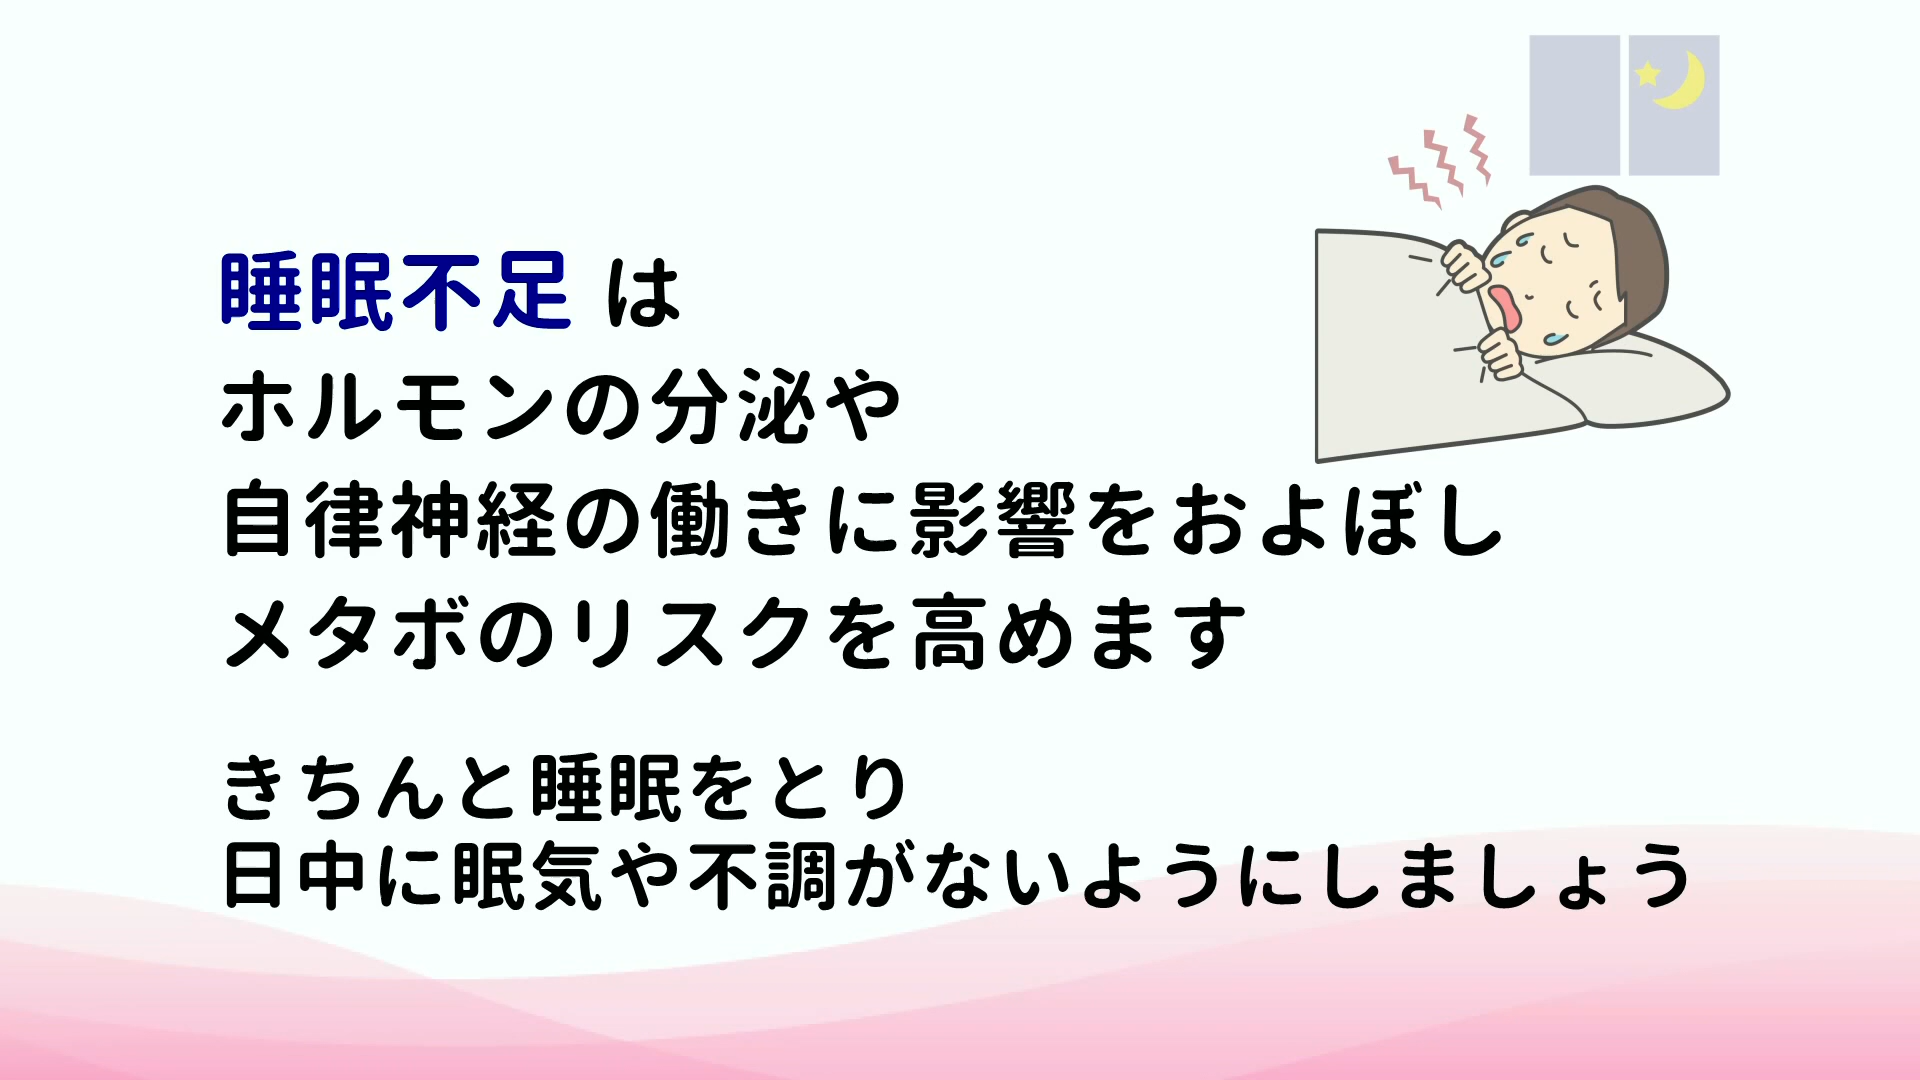 睡眠不足 は
ホルモンの分泌や
自律神経の働きに影響をおよぼし
メタボのリスクを高めます
きちんと睡眠をとり
日中に眠気や不調がないようにしましょう